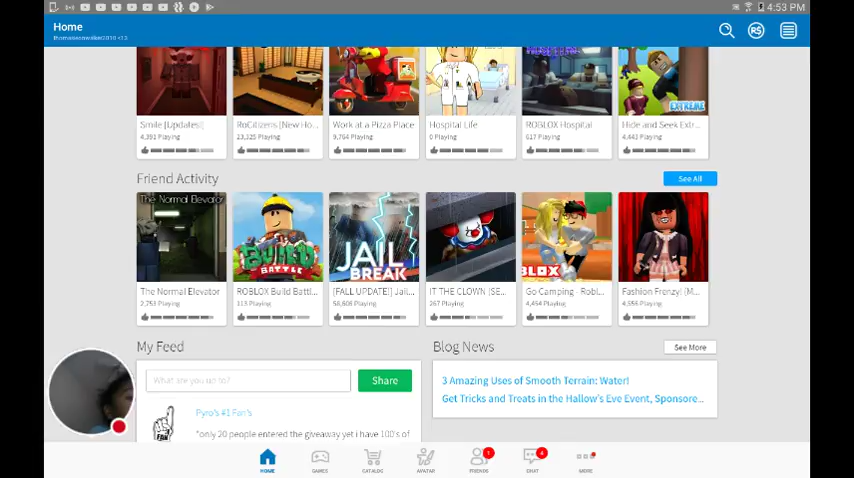 4:53 PM
Home
Smile [Updates!]
RoCitizens [New Ho...
Work at a Pizza Place
Hospital Life
ROBLOX Hospital
Hide and Seek Extr...
EXTREME
4,391 Playing
9,764 Playing
0 Playing
617 Playing
4,441 Playing
Friend Activity
See All
The Normal Elevator
BUILD
BATTLE
JAIL
BREAK
BLOX
The Normal Elevator
ROBLOX Build Battl...
[FALL UPDATE!] Jail...
IT THE CLOWN [SE...
Go Camping - Robl...
Fashion Frenzy! (M...
2,753 Playing
113 Playing
267 Playing
4,454 Playing
4,556 Playing
My Feed
Blog News
See More
What are you up to?
Share
3 Amazing Uses of Smooth Terrain: Water!
Get Tricks and Treats in the Hallow's Eve Event, Sponsore...
Pyro's #1 Fan's
"only 20 people entered the giveaway yet i have 100's of
FAN
1
4
HOME
GAMES
CATALOG
AVATAR
FRIENDS
CHAT
MORE